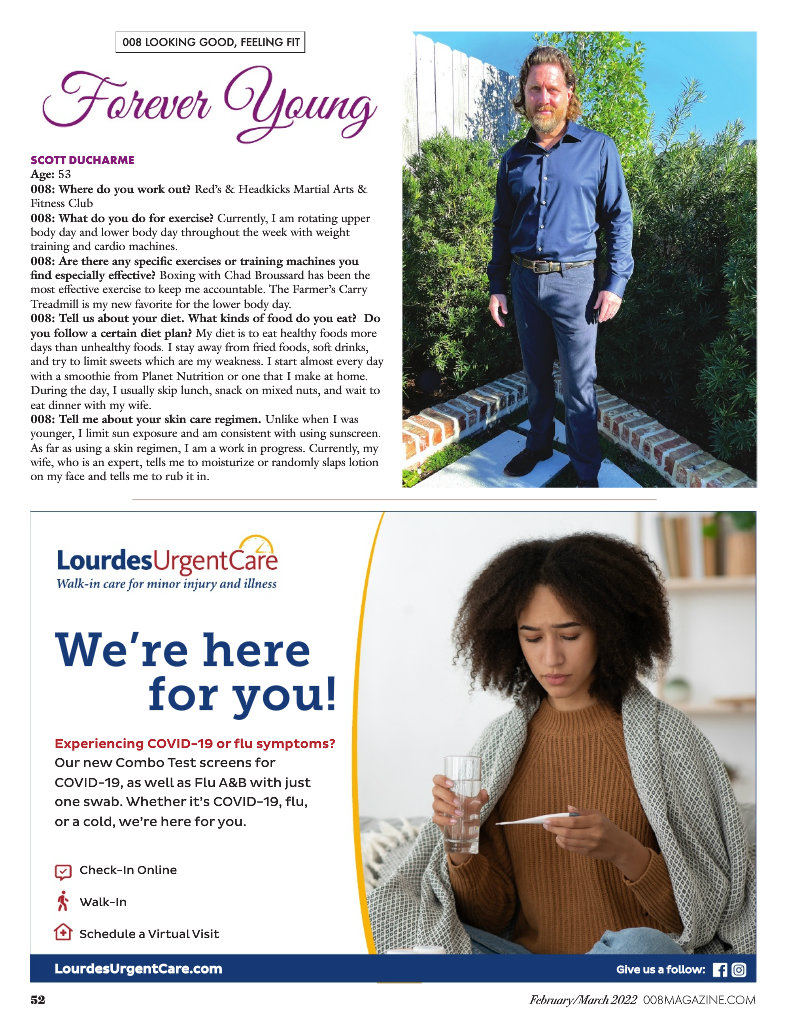 008 LOOKING GOOD, FEELING FIT
Forever Young
SCOTT DUCHARME
Age: 53
008: Where do you work out? Red's & Headkicks Martial Arts &
Fitness Club
008: What do you do for exercise? Currently, I am rotating upper
body day and lower body day throughout the week with weight
training and cardio machines.
008: Are there any specific exercises or training machines you
find especially effective? Boxing with Chad Broussard has been the
most effective exercise to keep me accountable. The Farmer's Carry
Treadmill is my new favorite for the lower body day.
008: Tell us about your diet. What kinds of food do you eat? Do
you follow a certain diet plan? My diet is to eat healthy foods more
days than unhealthy foods. I stay away from fried foods, soft drinks,
and try to limit sweets which are my weakness. I start almost every day
with a smoothie from Planet Nutrition or one that I make at home.
During the day, I usually skip lunch, snack on mixed nuts, and wait to
eat dinner with my wife.
008: Tell me about your skin care regimen. Unlike when I was
younger, I limit sun exposure and am consistent with using sunscreen.
As far as using a skin regimen, I am a work in progress. Currently, my
wife, who is an expert, tells me to moisturize or randomly slaps lotion
on my face and tells me to rub it in.
LourdesUrgentCare
Walk-in care for minor injury and illness
We're here
for you!
Experiencing COVID-19 or flu symptoms?
Our new Combo Test screens for
COVID-19, as well as Flu A&B with just
one swab. Whether it's COVID-19, flu,
or a cold, we're here for you.
Check-In Online
Walk-In
Schedule a Virtual Visit
LourdesUrgentCare.com
Give us a follow:
52
February/March 2022 008MAGAZINE.COM